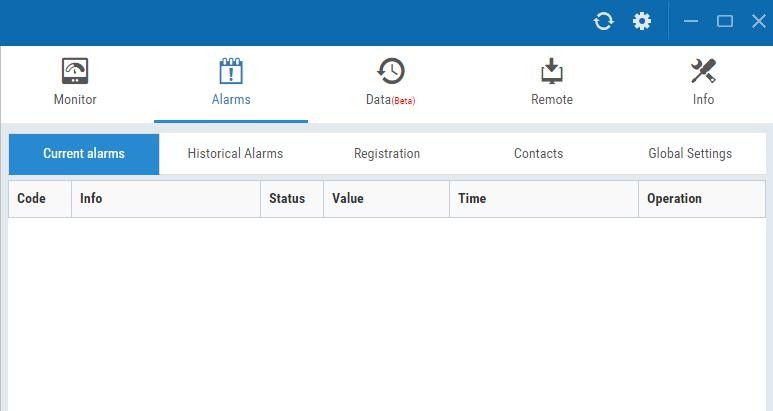 Monitor Alarms Data(Beta) Remote Info
Current alarms Historical Alarms Registration Contacts Global Settings
Code Info Status Value Time Operation